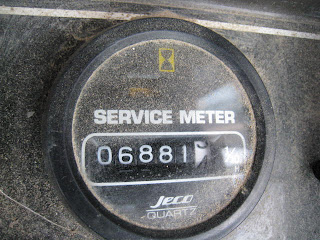 SERVICE METER
06881
Jeco
QUARTZ